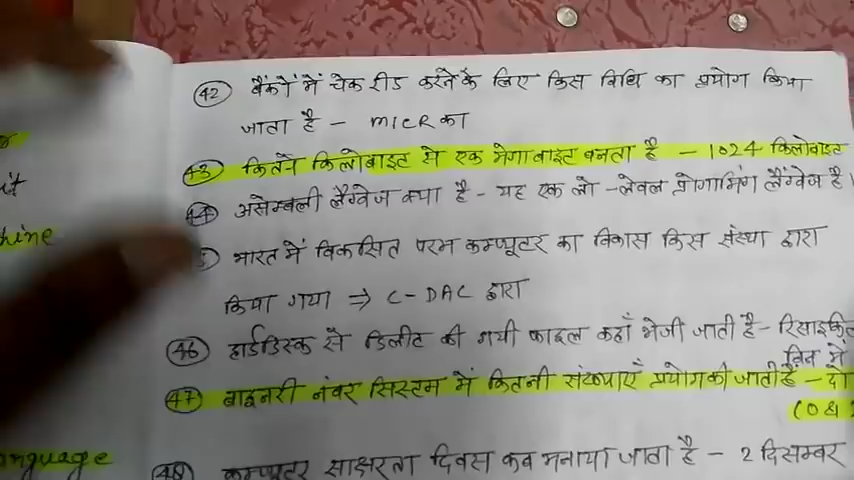 (42) बैंकों में चेक रीड करने के लिए किस विधि का प्रयोग किया
जाता है - MICR का
(43) कितने किलोबाइट से एक मेगाबाइट बनता है - 1024 किलोबाइट
(44) असेम्बली लैंग्वेज क्या है - यह एक लो - लेवल प्रोग्रामिंग लैंग्वेज है।
भारत में विकसित परम कम्प्यूटर का विकास किस संस्था द्वारा
किया गया ⇒ C-DAC द्वारा
(46) हार्डडिस्क से डिलीट की गयी फाइल कहाँ भेजी जाती है - रिसाइकिल
बिन में
(47) बाइनरी नंबर सिस्टम में कितनी संख्याएँ प्रयोग की जाती हैं - दो
(0 &
(48) कम्प्यूटर साक्षरता दिवस कब मनाया जाता है - 2 दिसम्बर
hine
anguage